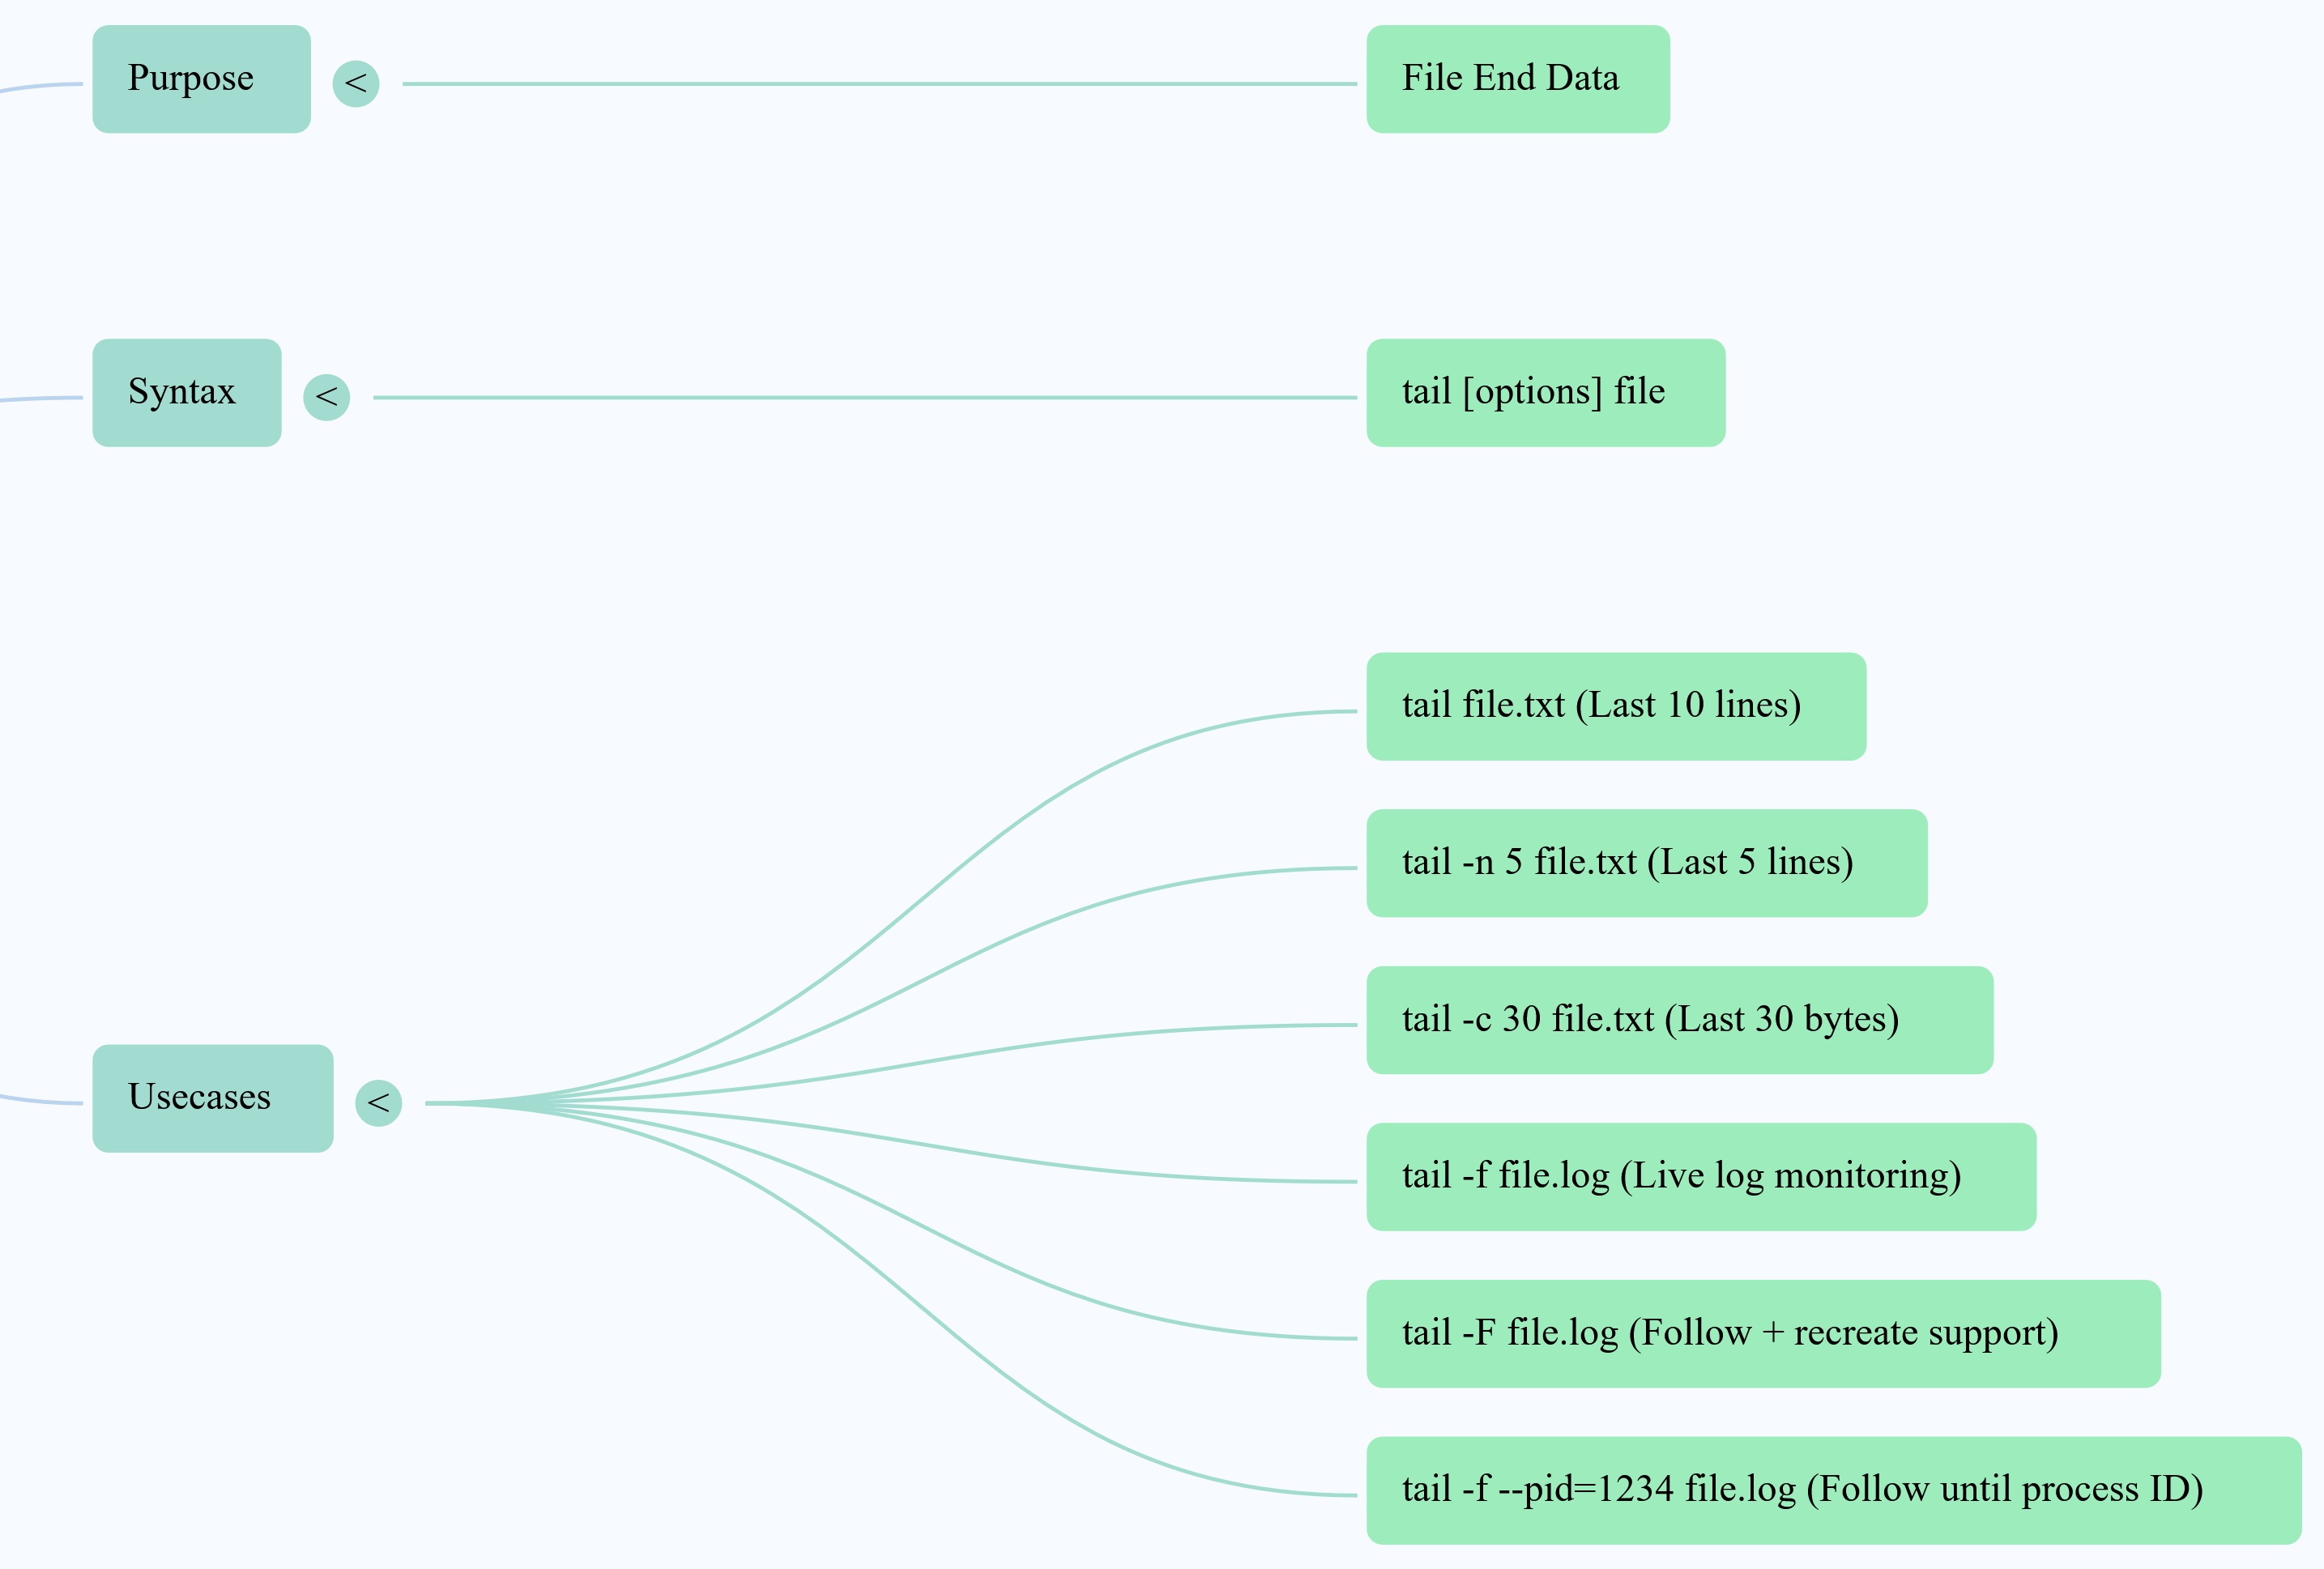 Purpose
<
File End Data
Syntax
<
tail [options] file
Usecases
<
tail file.txt (Last 10 lines)
tail -n 5 file.txt (Last 5 lines)
tail -c 30 file.txt (Last 30 bytes)
tail -f file.log (Live log monitoring)
tail -F file.log (Follow + recreate support)
tail -f --pid=1234 file.log (Follow until process ID)